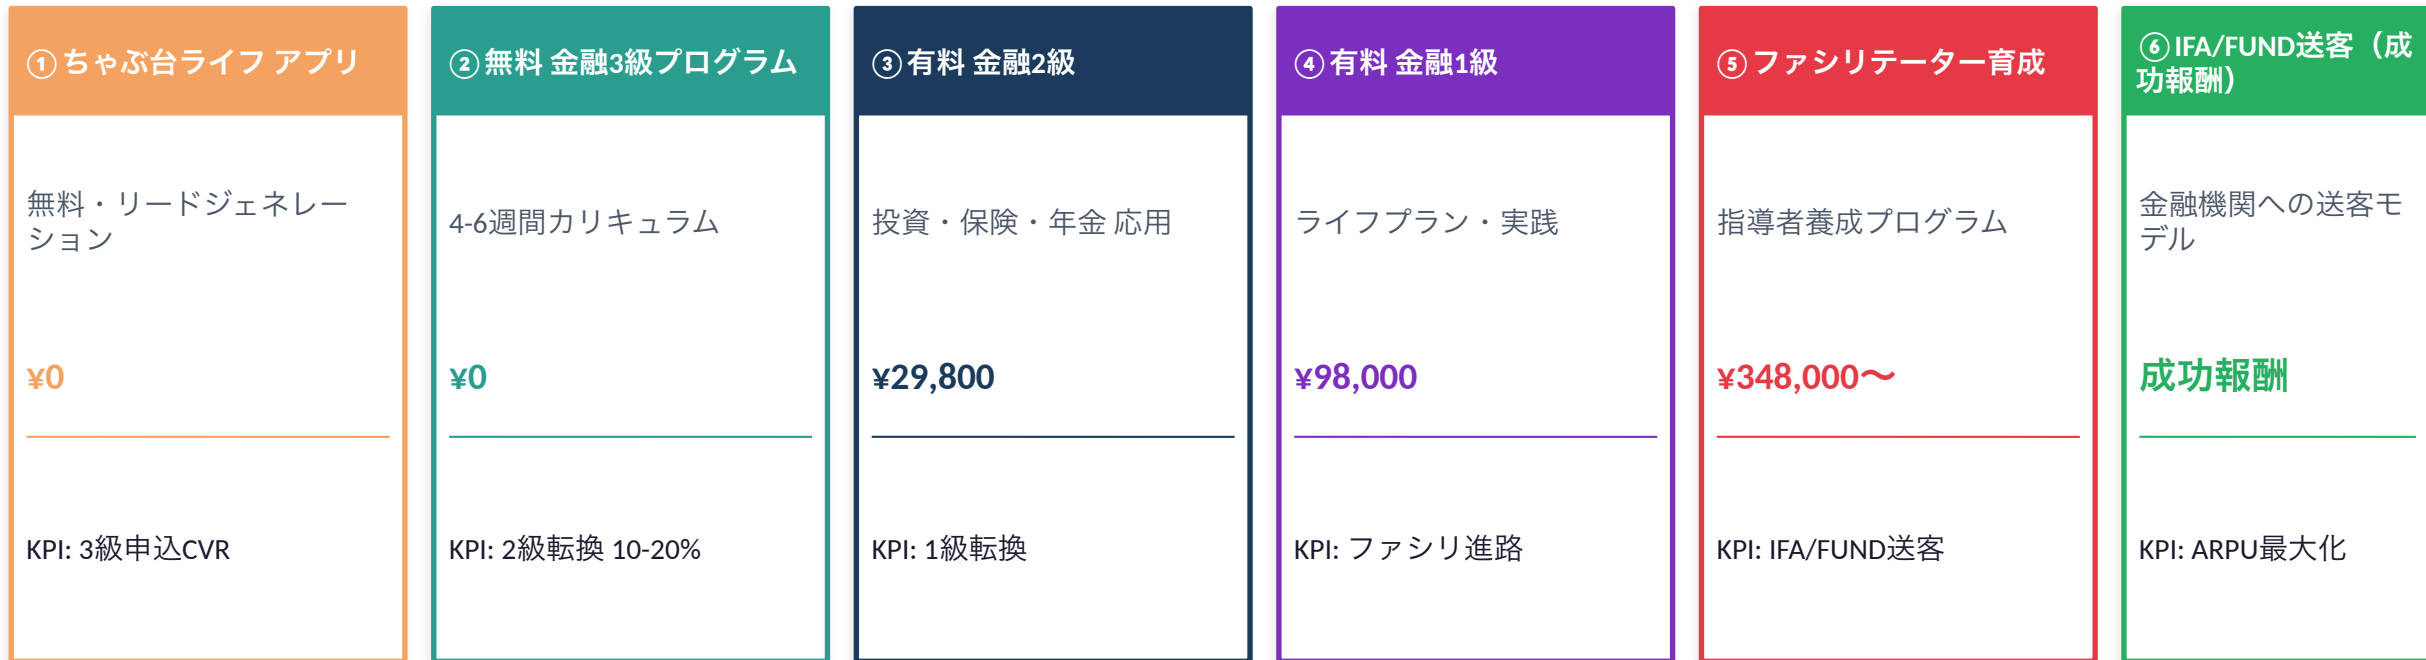 ①ちゃぶ台ライフ アプリ
無料・リードジェネレー
ション
¥0
KPI: 3級申込CVR
②無料 金融3級プログラム
4-6週間カリキュラム
¥0
KPI: 2級転換 10-20%
③有料 金融2級
投資・保険・年金 応用
¥29,800
KPI: 1級転換
④有料 金融1級
ライフプラン・実践
¥98,000
KPI: ファシリ進路
⑤ファシリテーター育成
指導者養成プログラム
¥348,000〜
KPI: IFA/FUND送客
⑥IFA/FUND送客（成
功報酬）
金融機関への送客モ
デル
成功報酬
KPI: ARPU最大化